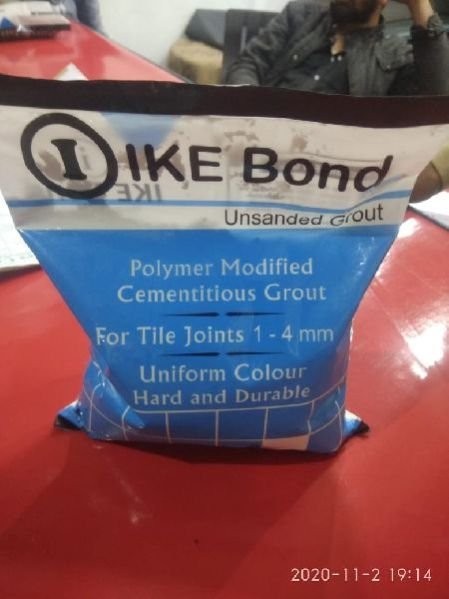 I IKE Bond
Unsanded Grout
Polymer Modified
Cementitious Grout
For Tile Joints 1 - 4 mm
Uniform Colour
Hard and Durable
2020-11-2 19:14